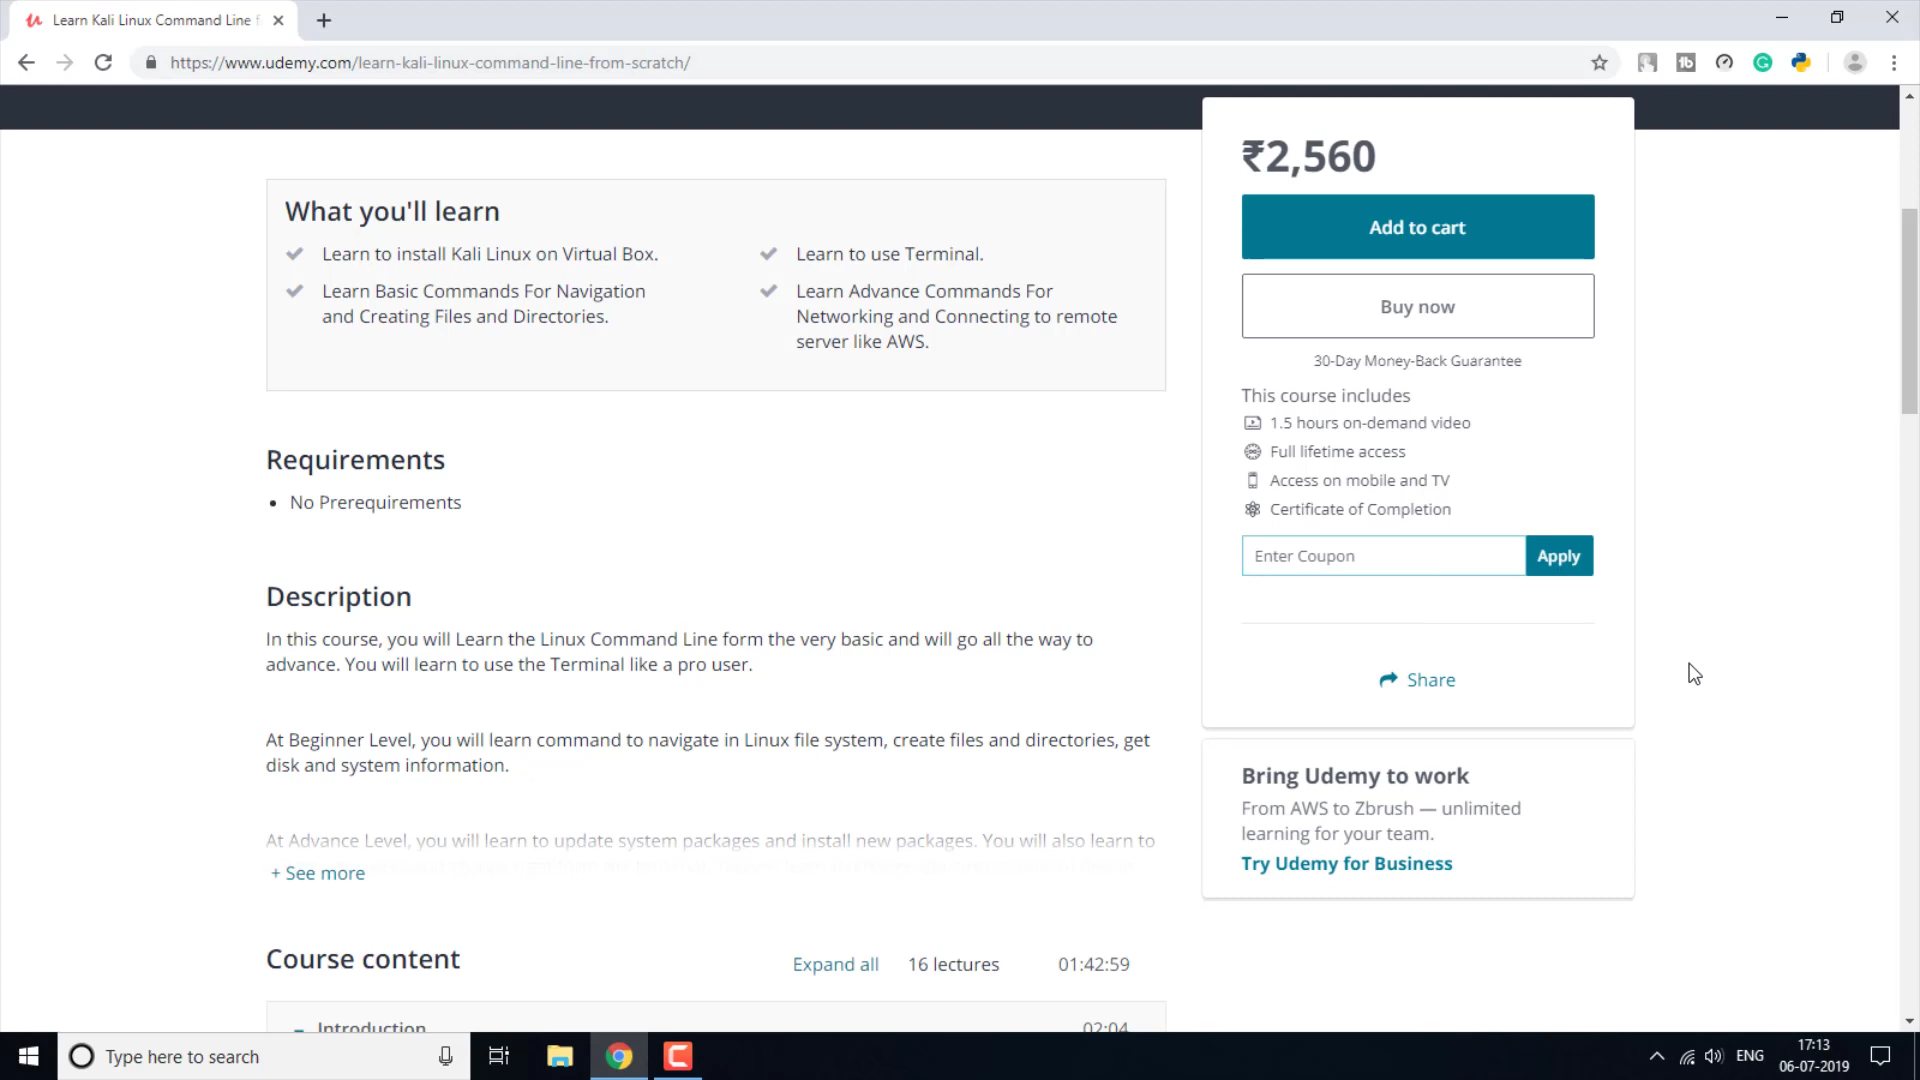 Learn Kali Linux Command Line f
https://www.udemy.com/learn-kali-linux-command-line-from-scratch/
What you'll learn
Learn to install Kali Linux on Virtual Box.
Learn Basic Commands For Navigation
and Creating Files and Directories.
Learn to use Terminal.
Learn Advance Commands For
Networking and Connecting to remote
server like AWS.
Requirements
No Prerequirements
Description
In this course, you will Learn the Linux Command Line form the very basic and will go all the way to
advance. You will learn to use the Terminal like a pro user.
At Beginner Level, you will learn command to navigate in Linux file system, create files and directories, get
disk and system information.
At Advance Level, you will learn to update system packages and install new packages. You will also learn to
+ See more
Course content
Expand all
16 lectures
01:42:59
Introduction
02:04
₹2,560
Add to cart
Buy now
30-Day Money-Back Guarantee
This course includes
1.5 hours on-demand video
Full lifetime access
Access on mobile and TV
Certificate of Completion
Enter Coupon
Apply
Share
Bring Udemy to work
From AWS to Zbrush — unlimited
learning for your team.
Try Udemy for Business
Type here to search
ENG
17:13
06-07-2019